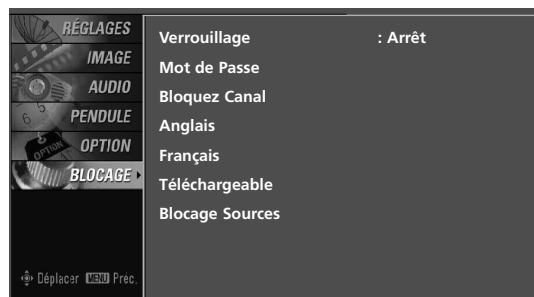 RÉGLAGES
IMAGE
AUDIO
PENDULE
OPTION
BLOCAGE
Déplacer MENU Préc.
Verrouillage : Arrêt
Mot de Passe
Bloquez Canal
Anglais
Français
Téléchargeable
Blocage Sources